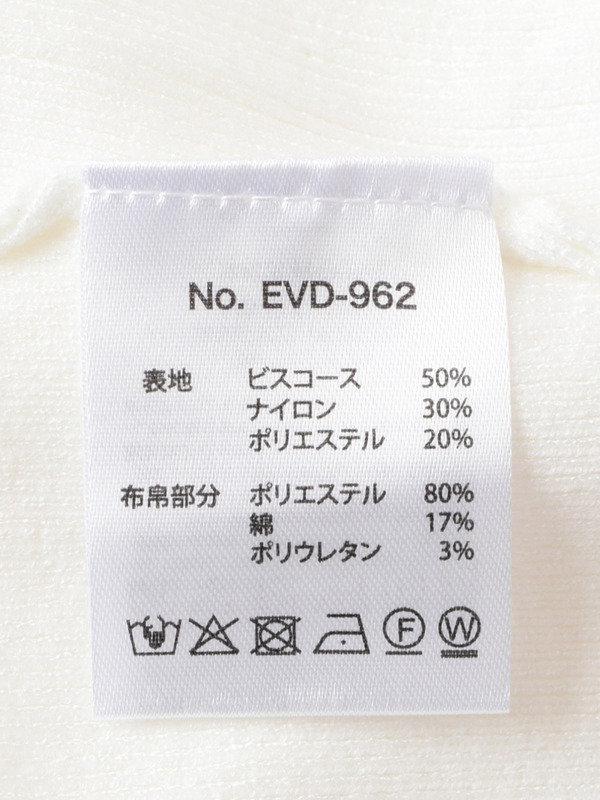 No. EVD-962
表地 ビスコース 50%
ナイロン 30%
ポリエステル 20%
布帛部分 ポリエステル 80%
綿 17%
ポリウレタン 3%
F W